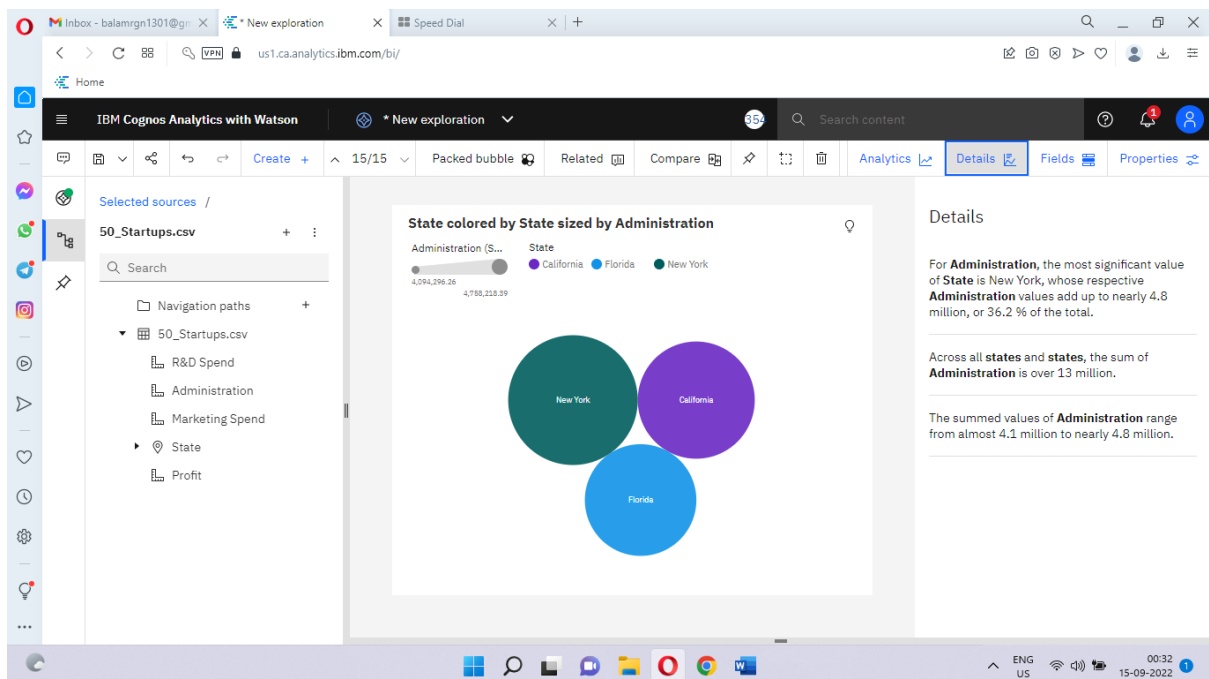 Inbox - balamrgn1301@gn
* New exploration
Speed Dial
VPN
us1.ca.analytics.ibm.com/bi/
Home
IBM Cognos Analytics with Watson
* New exploration
354
Search content
1
Create +
15/15
Packed bubble
Related
Compare
Analytics
Details
Fields
Properties
Selected sources /
50_Startups.csv
Search
Navigation paths
50_Startups.csv
R&D Spend
Administration
Marketing Spend
State
Profit
State colored by State sized by Administration
Administration (S...
4,094,296.26
4,788,218.59
State
California
Florida
New York
New York
California
Florida
Details
For Administration, the most significant value
of State is New York, whose respective
Administration values add up to nearly 4.8
million, or 36.2 % of the total.
Across all states and states, the sum of
Administration is over 13 million.
The summed values of Administration range
from almost 4.1 million to nearly 4.8 million.
ENG
US
00:32
15-09-2022
1